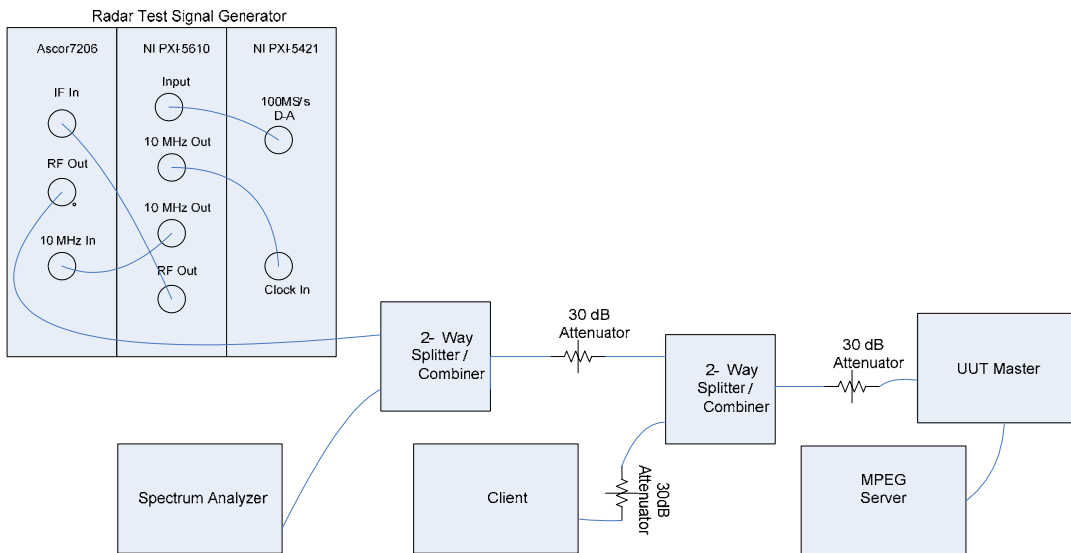 Radar Test Signal Generator
Ascor7206
NI PXI-5610
NI PXI-5421
IF In
RF Out
10 MHz In
Input
10 MHz Out
10 MHz Out
RF Out
100MS/s
D-A
Clock In
2- Way
Splitter /
Combiner
30 dB
Attenuator
2- Way
Splitter /
Combiner
30 dB
Attenuator
UUT Master
Spectrum Analyzer
Client
30dB
Attenuator
MPEG
Server